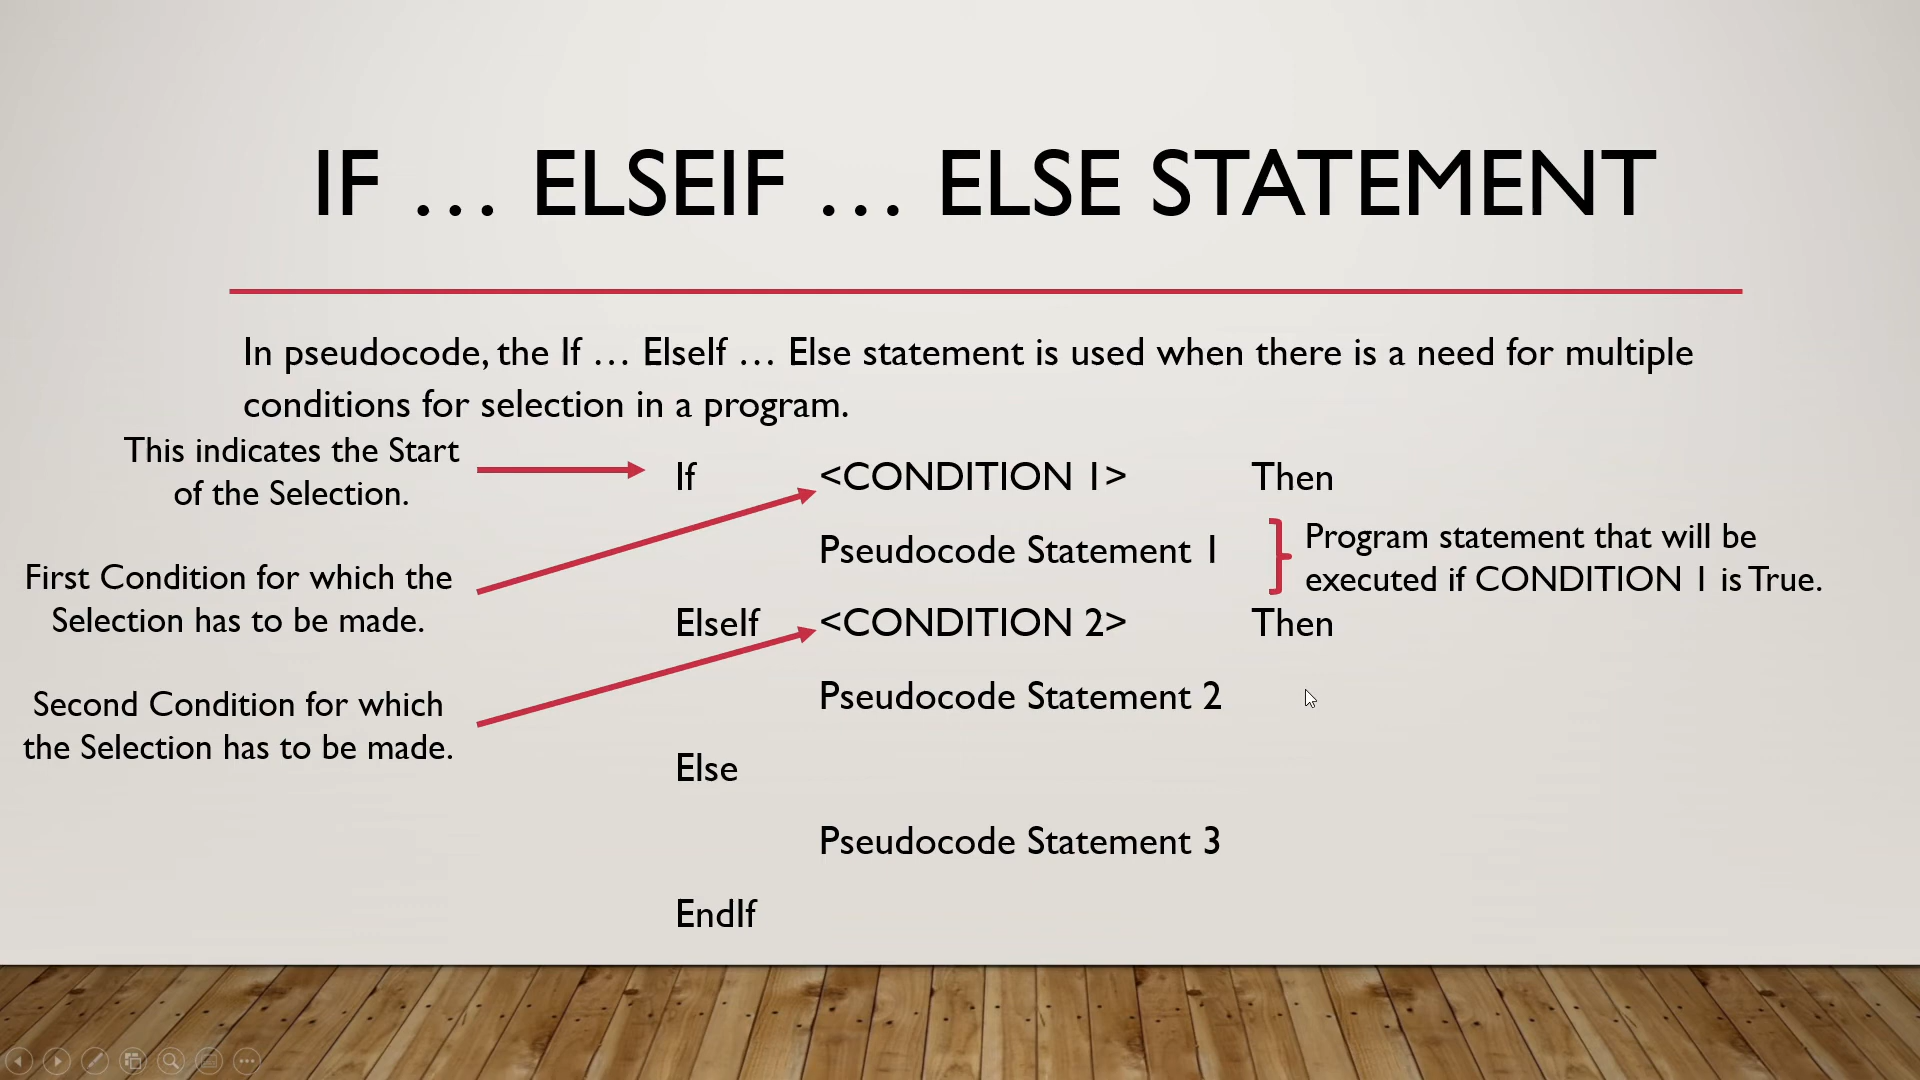 IF … ELSEIF … ELSE STATEMENT
In pseudocode, the If … ElseIf … Else statement is used when there is a need for multiple
conditions for selection in a program.
This indicates the Start
of the Selection.
If <CONDITION 1> Then
Pseudocode Statement 1
Program statement that will be
executed if CONDITION 1 is True.
First Condition for which the
Selection has to be made.
ElseIf <CONDITION 2> Then
Pseudocode Statement 2
Second Condition for which
the Selection has to be made.
Else
Pseudocode Statement 3
EndIf